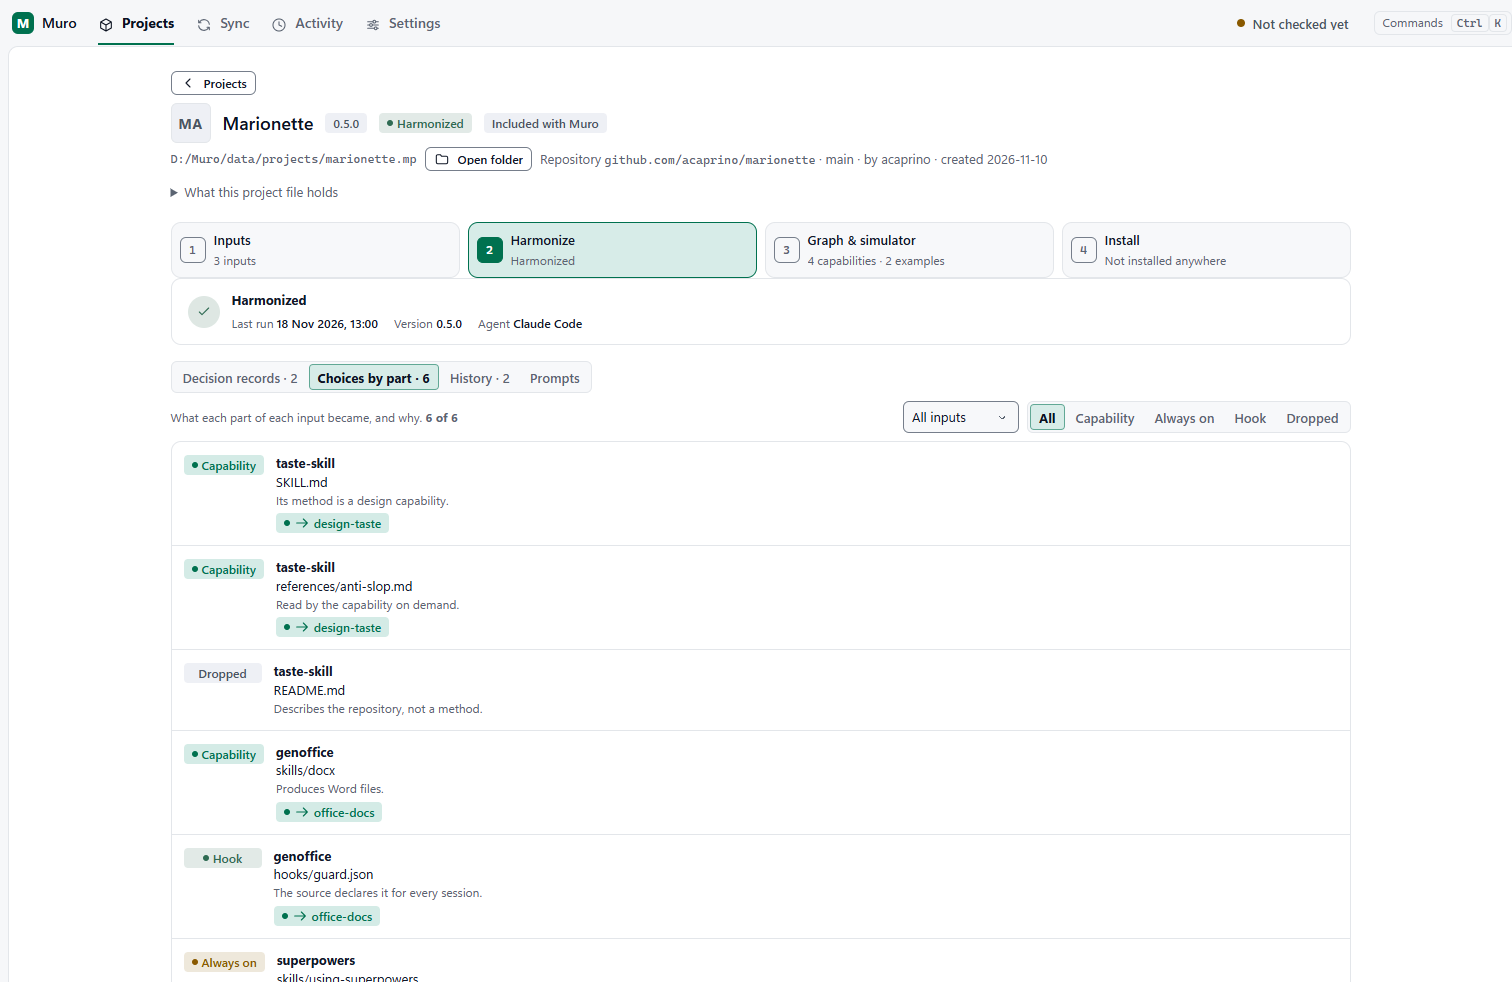 M Muro Projects Sync Activity Settings Not checked yet Commands Ctrl K
Projects
MA Marionette 0.5.0 Harmonized Included with Muro
D:/Muro/data/projects/marionette.mp Open folder Repository github.com/acaprino/marionette · main · by acaprino · created 2026-11-10
What this project file holds
1 Inputs
3 inputs
2 Harmonize
Harmonized
3 Graph & simulator
4 capabilities · 2 examples
4 Install
Not installed anywhere
Harmonized
Last run 18 Nov 2026, 13:00 Version 0.5.0 Agent Claude Code
Decision records · 2 Choices by part · 6 History · 2 Prompts
What each part of each input became, and why. 6 of 6 All inputs All Capability Always on Hook Dropped
Capability taste-skill
SKILL.md
Its method is a design capability.
→ design-taste
Capability taste-skill
references/anti-slop.md
Read by the capability on demand.
→ design-taste
Dropped taste-skill
README.md
Describes the repository, not a method.
Capability genoffice
skills/docx
Produces Word files.
→ office-docs
Hook genoffice
hooks/guard.json
The source declares it for every session.
→ office-docs
Always on superpowers
skills/using-superpowers